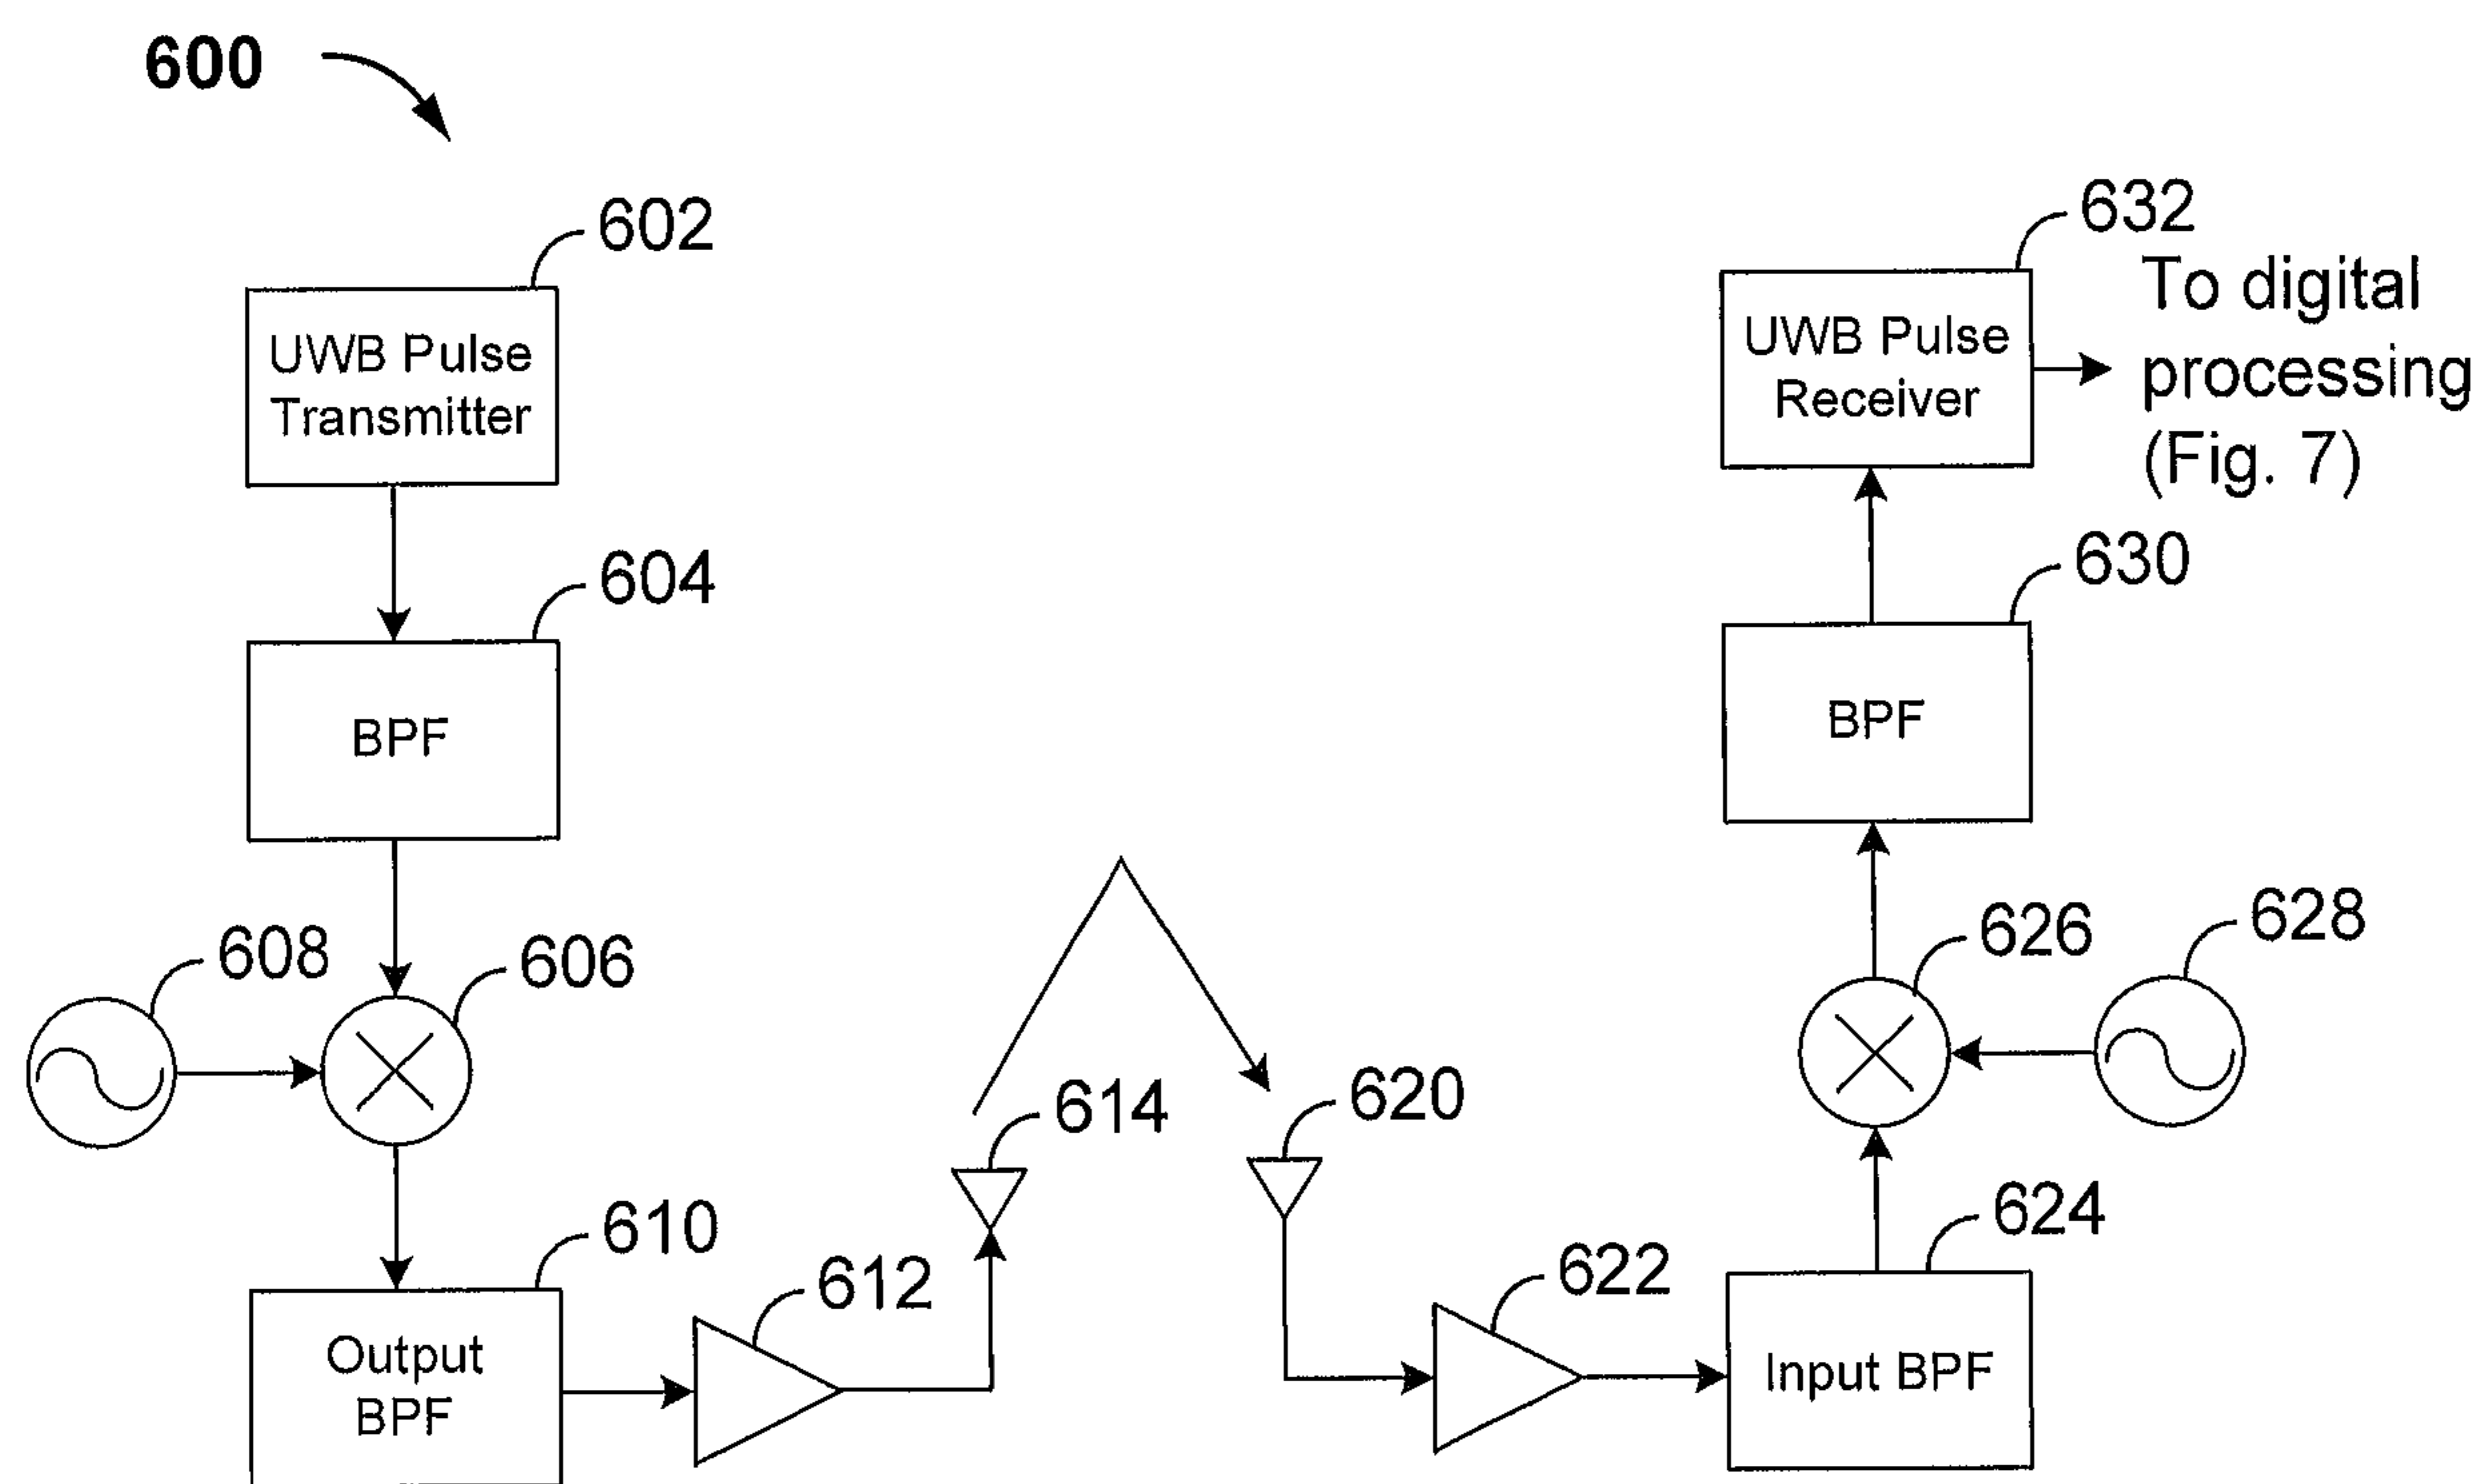 600
602
UWB Pulse
Transmitter
604
BPF
608
606
610
Output
BPF
612
614
620
622
624
Input BPF
626
628
630
BPF
632
UWB Pulse
Receiver
To digital
processing
(Fig. 7)